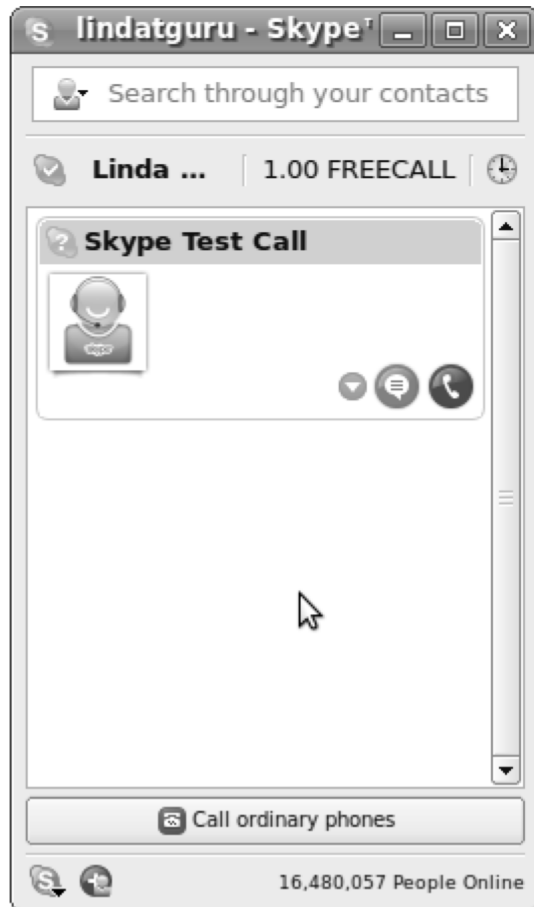 lindatguru - Skype™
Search through your contacts
Linda ... 1.00 FREECALL
Skype Test Call
Call ordinary phones
16,480,057 People Online